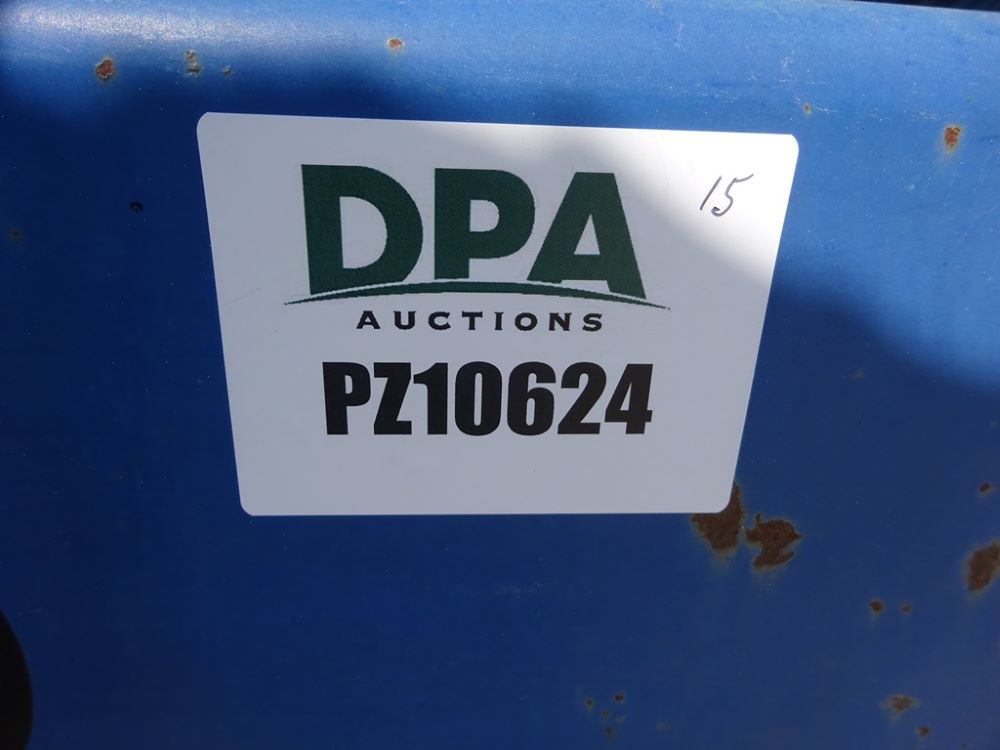 DPA
15
AUCTIONS
PZ10624